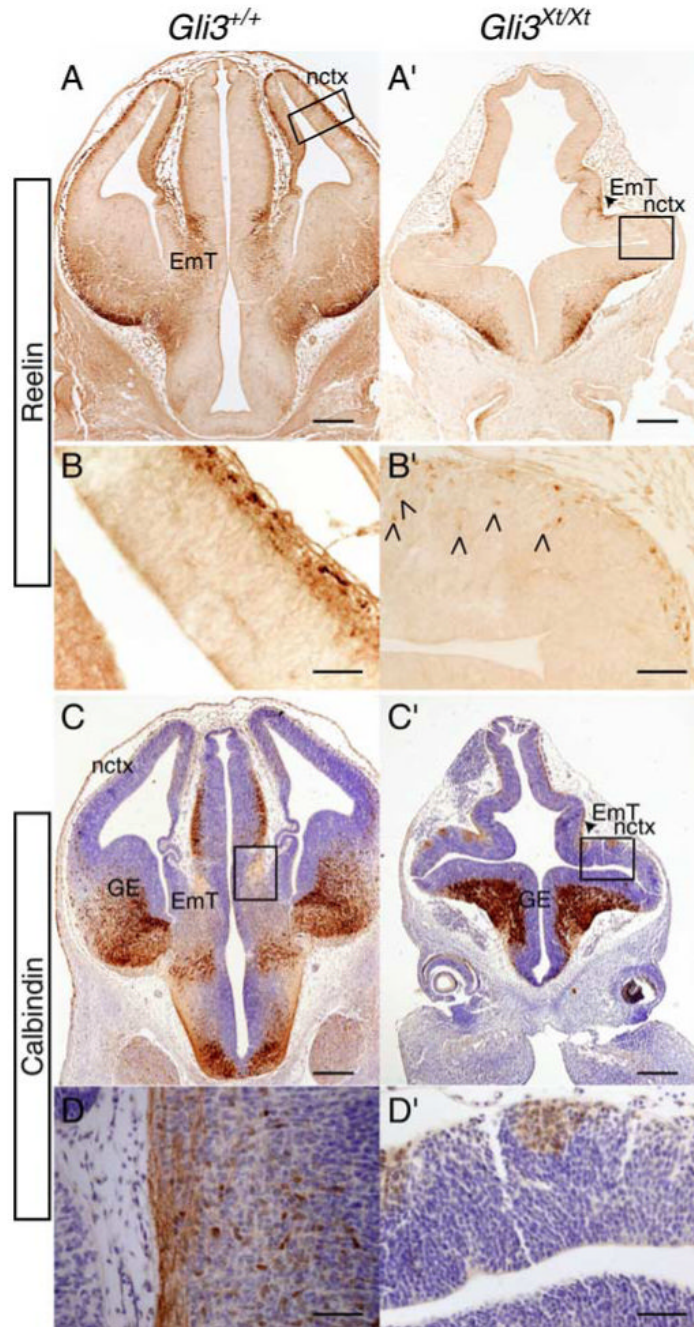 Gli3+/+
Gli3Xt/Xt
A
nctx
EmT
A'
EmT
nctx
Reelin
B
B'
> > > > >
C
nctx
GE
EmT
C'
EmT
nctx
GE
Calbindin
D
D'